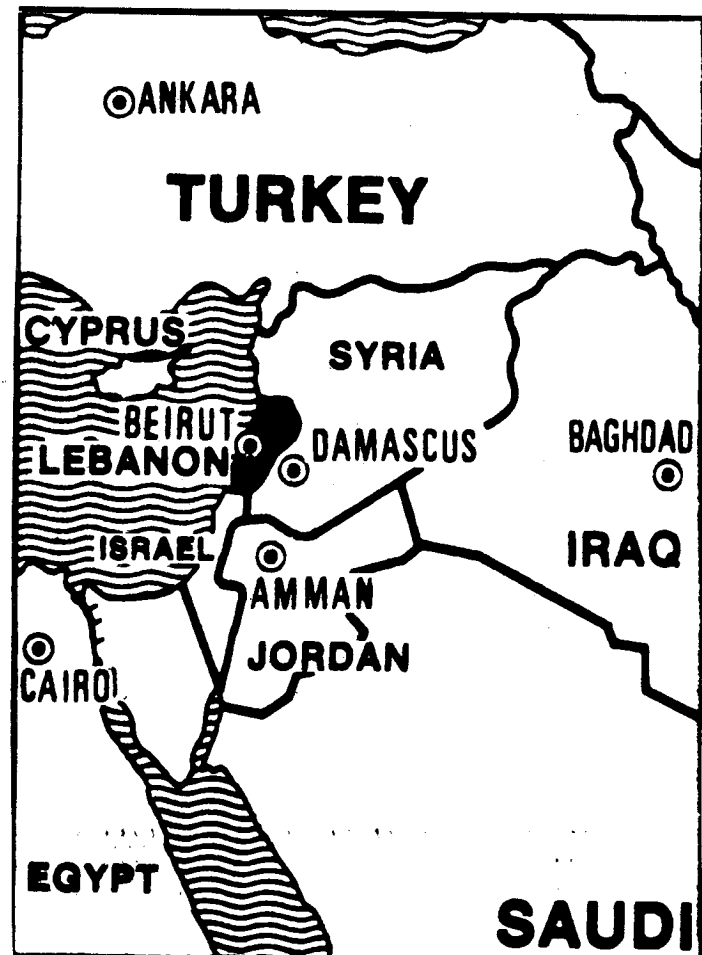 ANKARA
TURKEY
CYPRUS
SYRIA
BEIRUT
LEBANON
DAMASCUS
BAGHDAD
ISRAEL
IRAQ
AMMAN
JORDAN
CAIRO
EGYPT
SAUDI